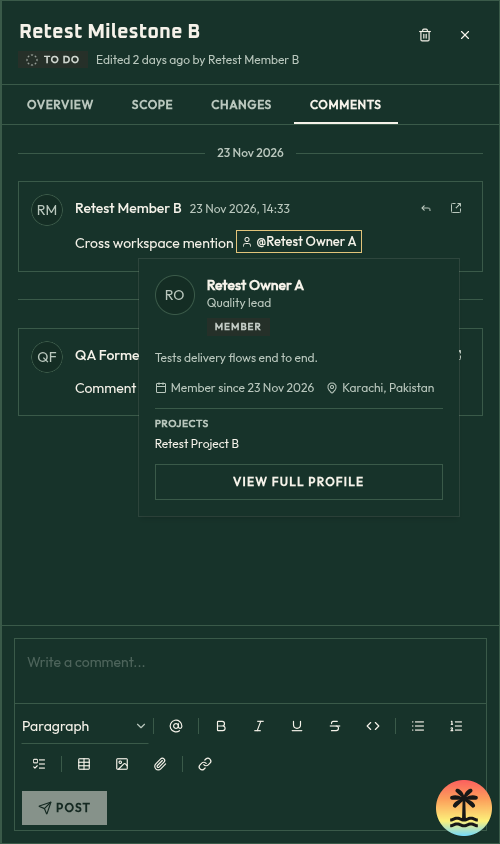 Retest Milestone B
TO DO Edited 2 days ago by Retest Member B
OVERVIEW SCOPE CHANGES COMMENTS
23 Nov 2026
RM Retest Member B 23 Nov 2026, 14:33
Cross workspace mention @Retest Owner A
RO Retest Owner A
Quality lead
MEMBER
Tests delivery flows end to end.
Member since 23 Nov 2026 Karachi, Pakistan
PROJECTS
Retest Project B
VIEW FULL PROFILE
QF QA Forme
Comment
Write a comment...
Paragraph
POST